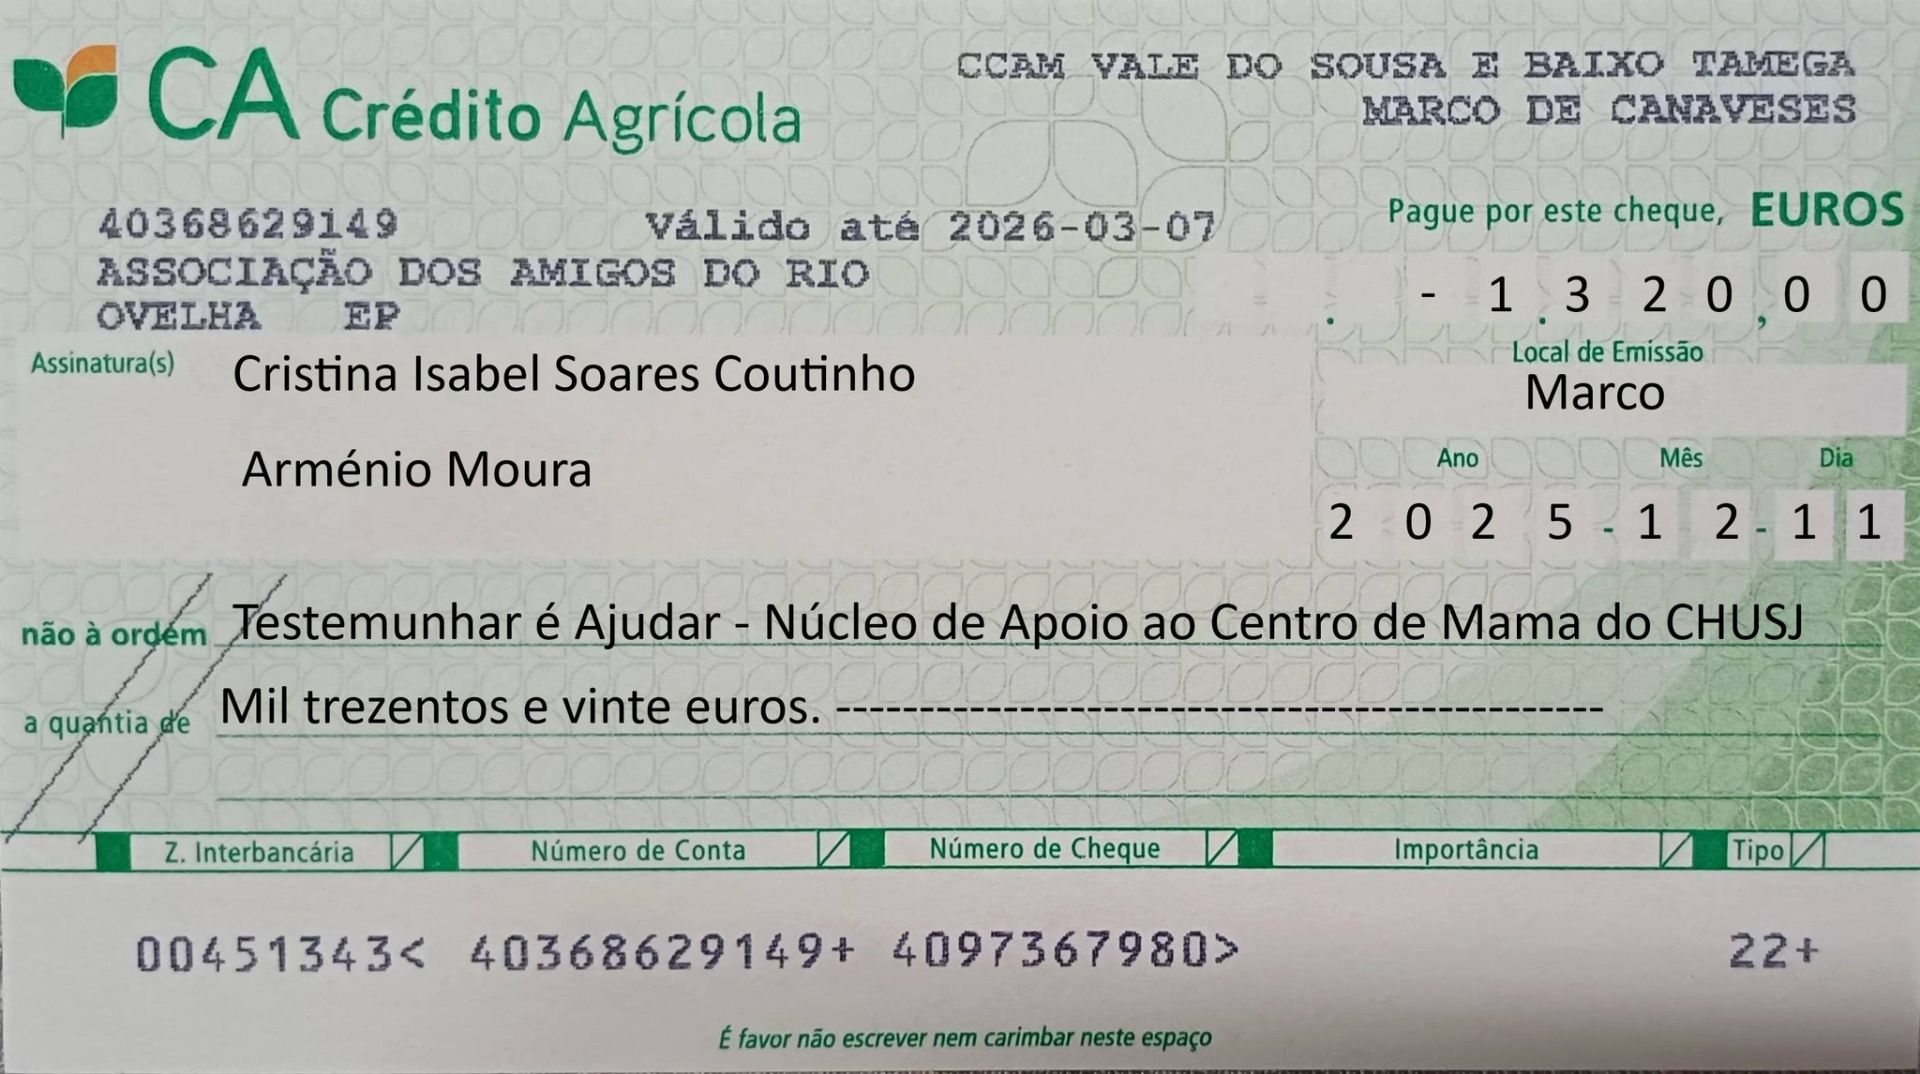 CA Crédito Agrícola
CCAM VALE DO SOUSA E BAIXO TAMEGA
MARCO DE CANAVESES
40368629149 Válido até 2026-03-07
ASSOCIAÇÃO DOS AMIGOS DO RIO
OVELHA EP
Pague por este cheque, EUROS
- 1.320,00
Assinatura(s) Cristina Isabel Soares Coutinho
Arménio Moura
Local de Emissão
Marco
Ano Mês Dia
2025-12-11
não à ordem Testemunhar é Ajudar - Núcleo de Apoio ao Centro de Mama do CHUSJ
a quantia de Mil trezentos e vinte euros. ---------------------------------------------
Z. Interbancária Número de Conta Número de Cheque Importância Tipo
00451343< 40368629149+ 4097367980> 22+
É favor não escrever nem carimbar neste espaço